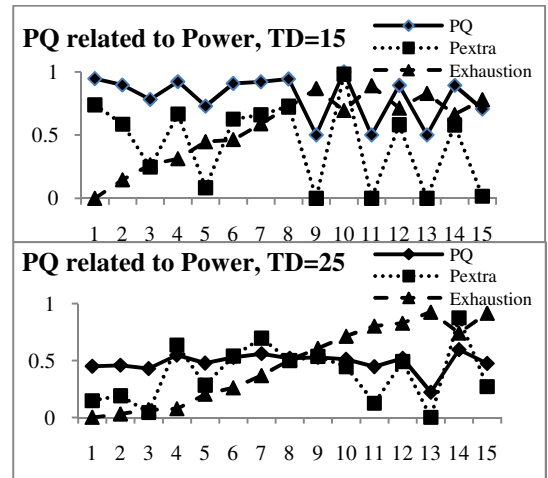 PQ related to Power, TD=15
PQ
Pextra
Exhaustion
1
0.5
0
1 2 3 4 5 6 7 8 9 10 11 12 13 14 15
PQ related to Power, TD=25
PQ
Pextra
Exhaustion
1
0.5
0
1 2 3 4 5 6 7 8 9 10 11 12 13 14 15